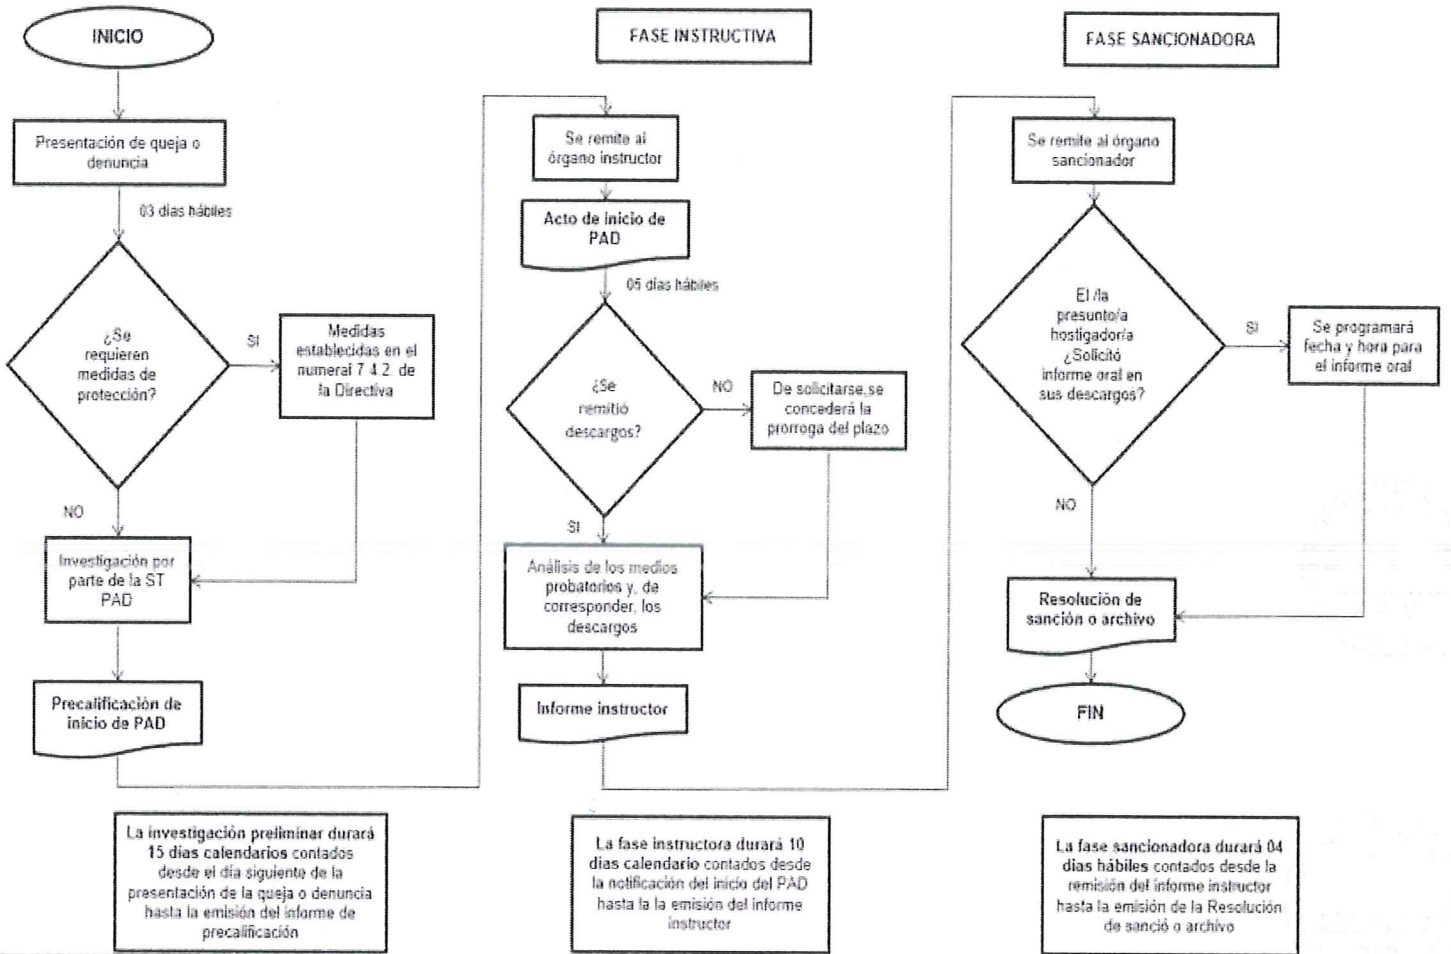 INICIO
Presentación de queja o
denuncia
03 días hábiles
¿Se
requieren
medidas de
protección?
SI
Medidas
establecidas en el
numeral 7.4.2. de
la Directiva
NO
Investigación por
parte de la ST
PAD
Precalificación de
inicio de PAD
La investigación preliminar durará
15 días calendarios contados
desde el día siguiente de la
presentación de la queja o denuncia
hasta la emisión del informe de
precalificación
FASE INSTRUCTIVA
Se remite al
órgano instructor
Acto de inicio de
PAD
05 días hábiles
¿Se
remitió
descargos?
NO
De solicitarse, se
concederá la
prorroga del plazo
SI
Análisis de los medios
probatorios y, de
corresponder, los
descargos
Informe instructor
La fase instructora durará 10
días calendario contados desde
la notificación del inicio del PAD
hasta la la emisión del informe
instructor
FASE SANCIONADORA
Se remite al órgano
sancionador
El /la
presunto/a
hostigador/a
¿Solicitó
informe oral en
sus descargos?
SI
Se programará
fecha y hora para
el informe oral
NO
Resolución de
sanción o archivo
FIN
La fase sancionadora durará 04
días hábiles contados desde la
remisión del informe instructor
hasta la emisión de la Resolución
de sanció o archivo